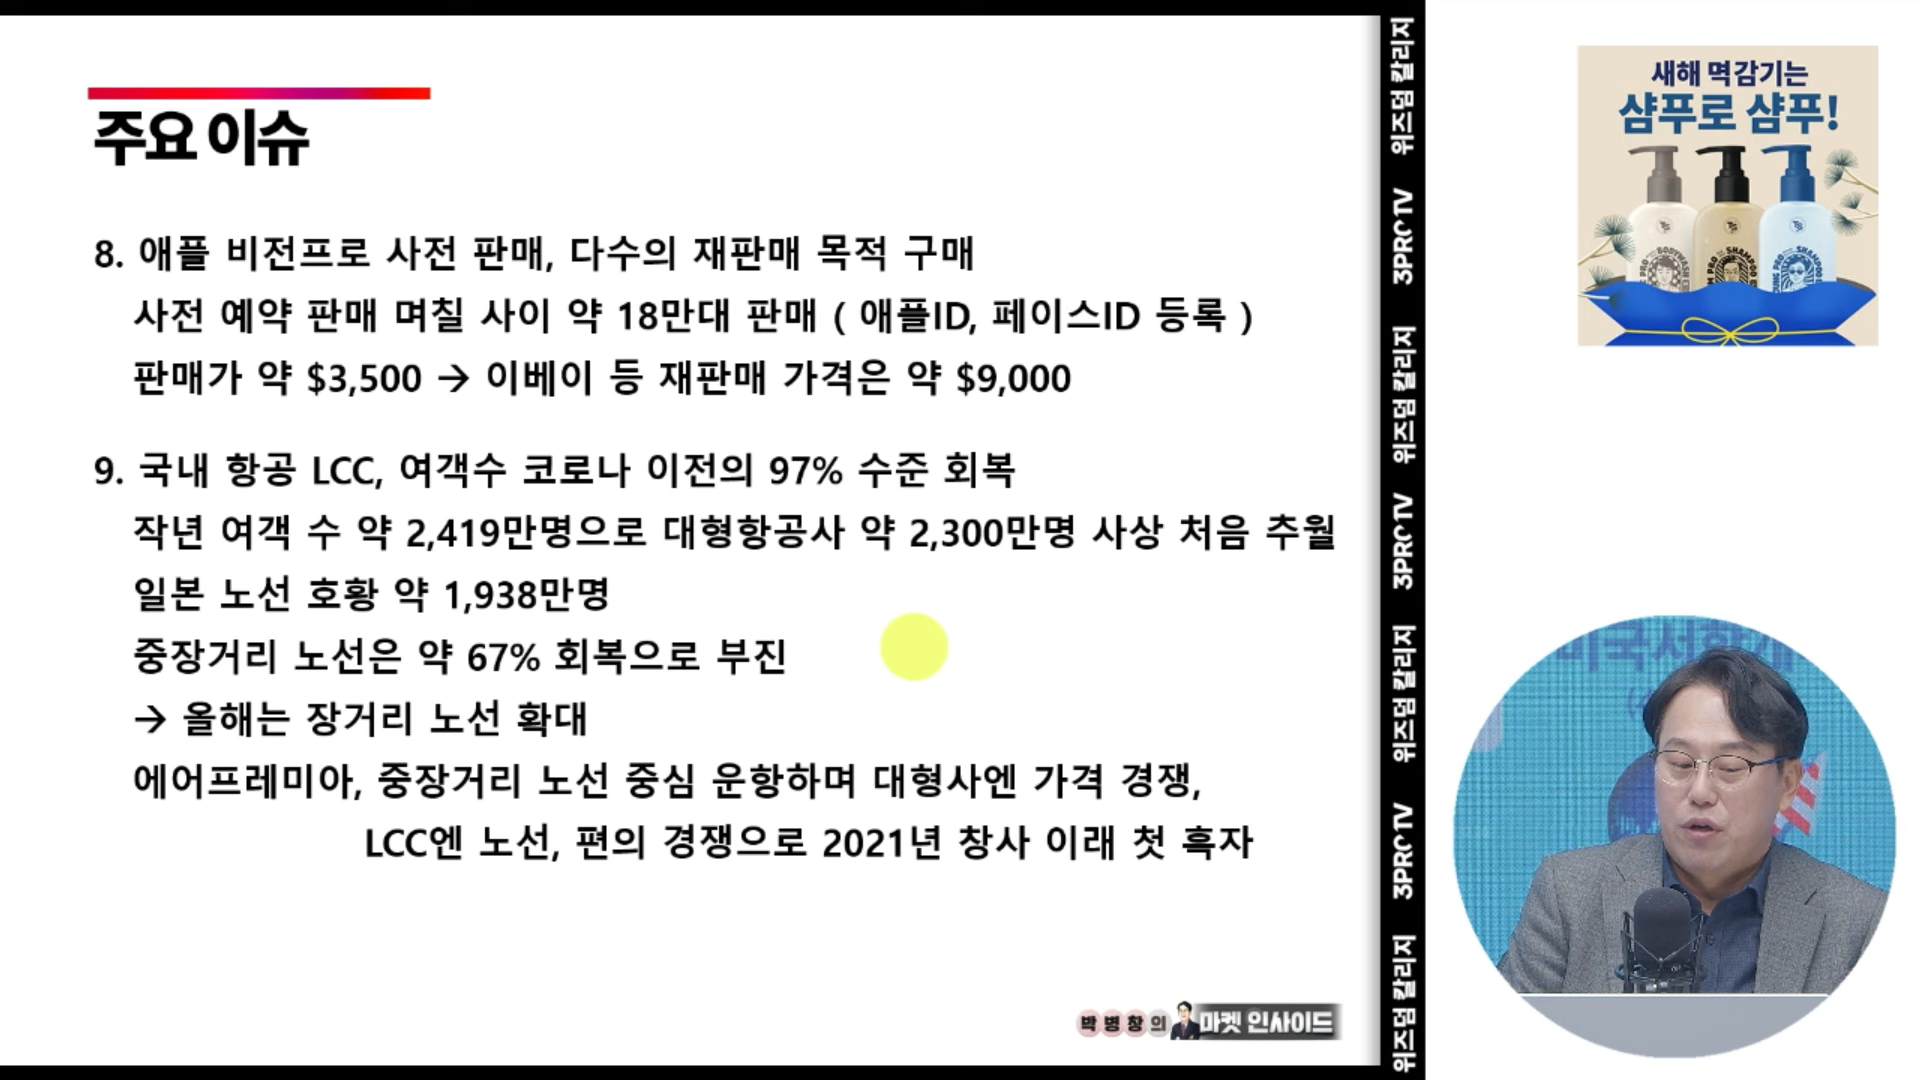 주요 이슈
8. 애플 비전프로 사전 판매, 다수의 재판매 목적 구매
사전 예약 판매 며칠 사이 약 18만대 판매 ( 애플ID, 페이스ID 등록 )
판매가 약 $3,500 → 이베이 등 재판매 가격은 약 $9,000
9. 국내 항공 LCC, 여객수 코로나 이전의 97% 수준 회복
작년 여객 수 약 2,419만명으로 대형항공사 약 2,300만명 사상 처음 추월
일본 노선 호황 약 1,938만명
중장거리 노선은 약 67% 회복으로 부진
→ 올해는 장거리 노선 확대
에어프레미아, 중장거리 노선 중심 운항하며 대형사엔 가격 경쟁,
LCC엔 노선, 편의 경쟁으로 2021년 창사 이래 첫 흑자
박병창의 마켓 인사이드
위즈덤 칼리지
3PROTV
위즈덤 칼리지
3PROTV
위즈덤 칼리지
3PROTV
위즈덤 칼리지
새해 멱감기는
샴푸로 샴푸!
BODYWASH
SHAMPOO
SHAMPOO